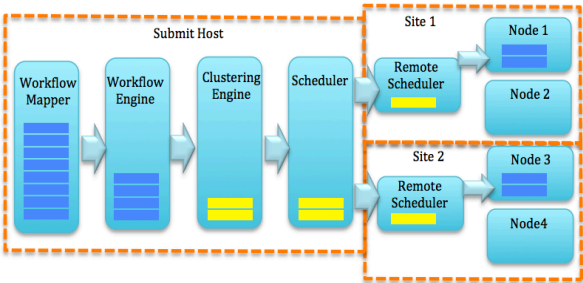 Submit Host
Workflow
Mapper
Workflow
Engine
Clustering
Engine
Scheduler
Site 1
Remote
Scheduler
Node 1
Node 2
Site 2
Remote
Scheduler
Node 3
Node4